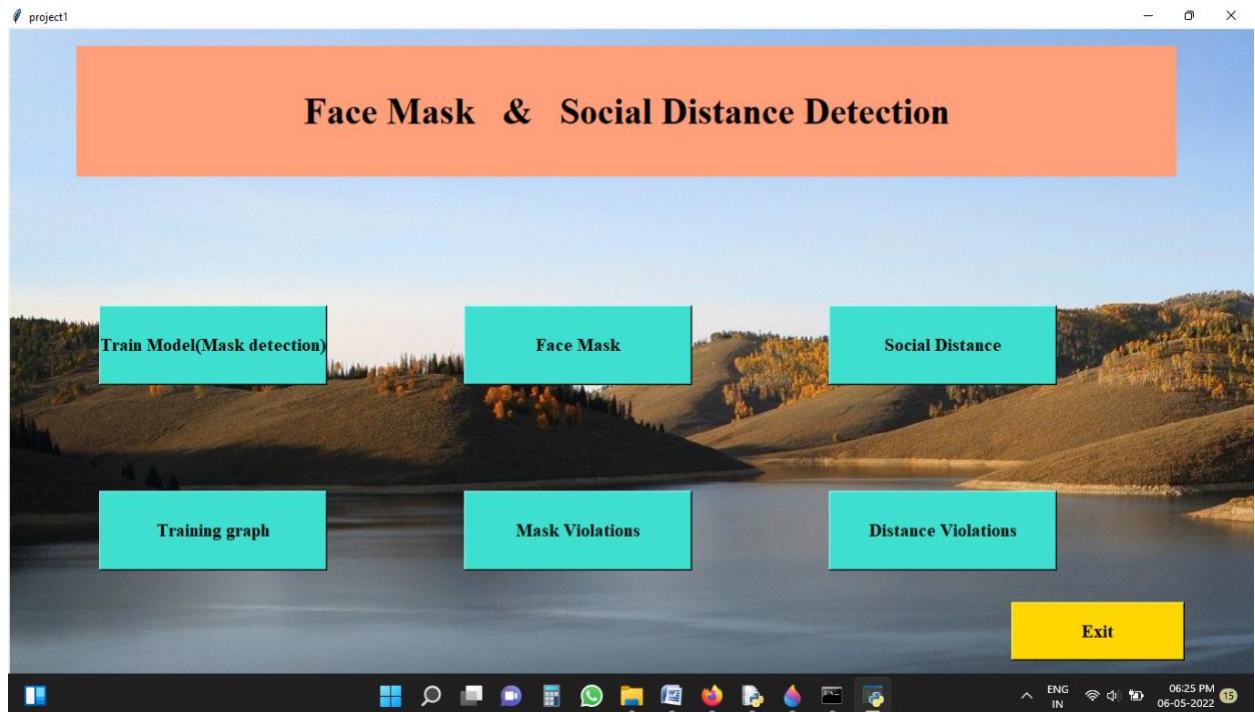 project1
Face Mask & Social Distance Detection
Train Model(Mask detection)
Face Mask
Social Distance
Training graph
Mask Violations
Distance Violations
Exit
ENG
IN
06:25 PM
06-05-2022
15